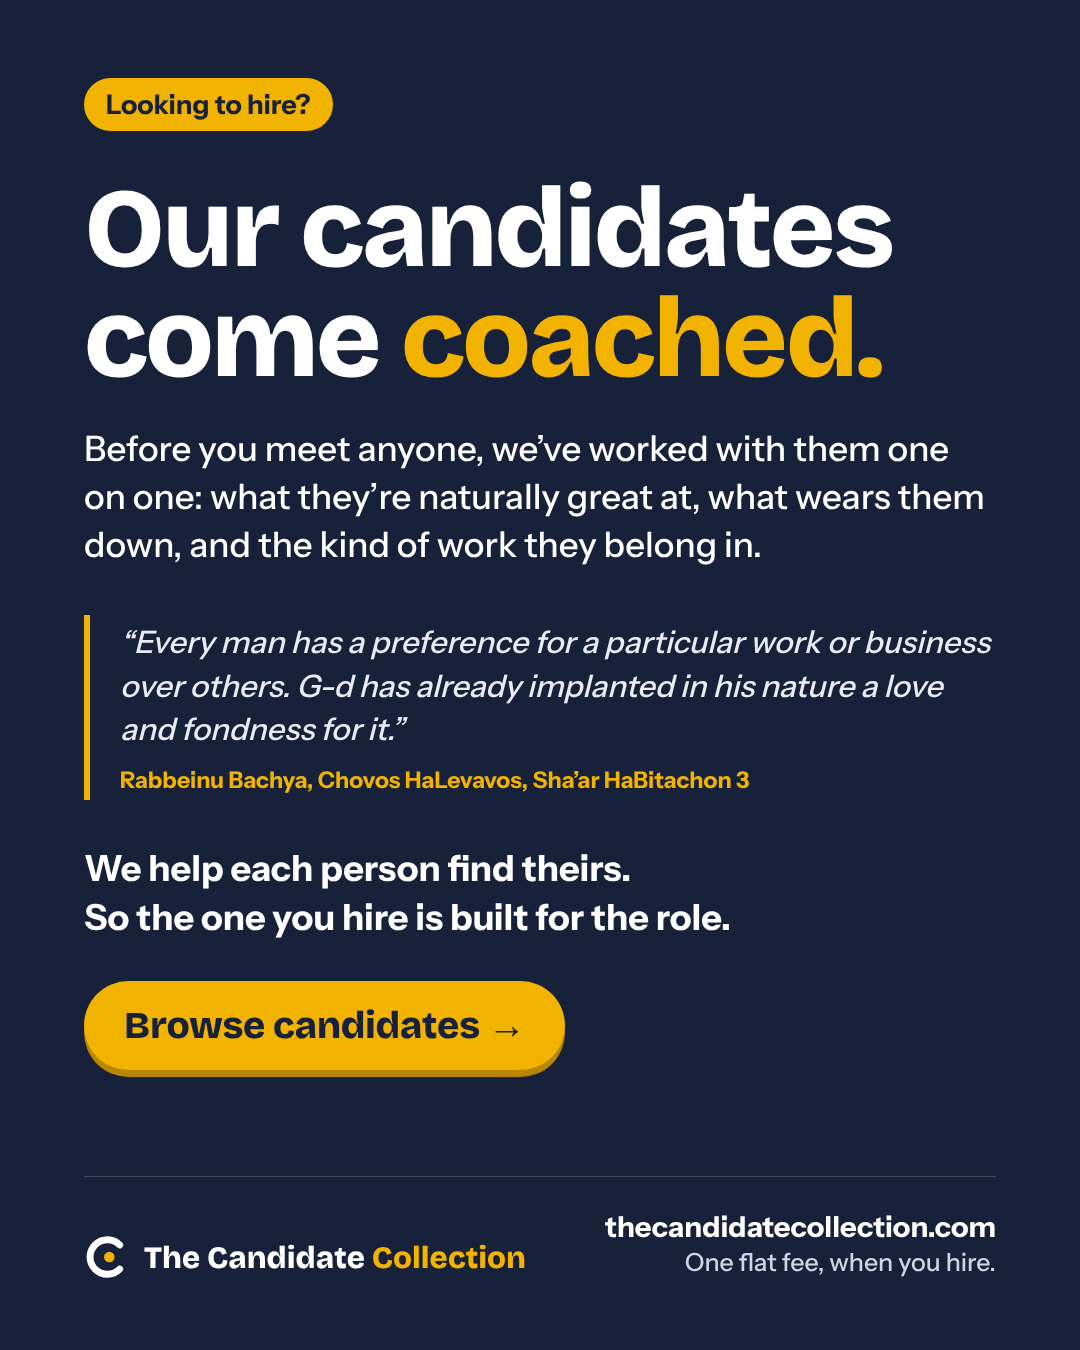 Looking to hire?
Our candidates
come coached.
Before you meet anyone, we’ve worked with them one
on one: what they’re naturally great at, what wears them
down, and the kind of work they belong in.
“Every man has a preference for a particular work or business
over others. G-d has already implanted in his nature a love
and fondness for it.”
Rabbeinu Bachya, Chovos HaLevavos, Sha’ar HaBitachon 3
We help each person find theirs.
So the one you hire is built for the role.
Browse candidates →
The Candidate Collection
thecandidatecollection.com
One flat fee, when you hire.